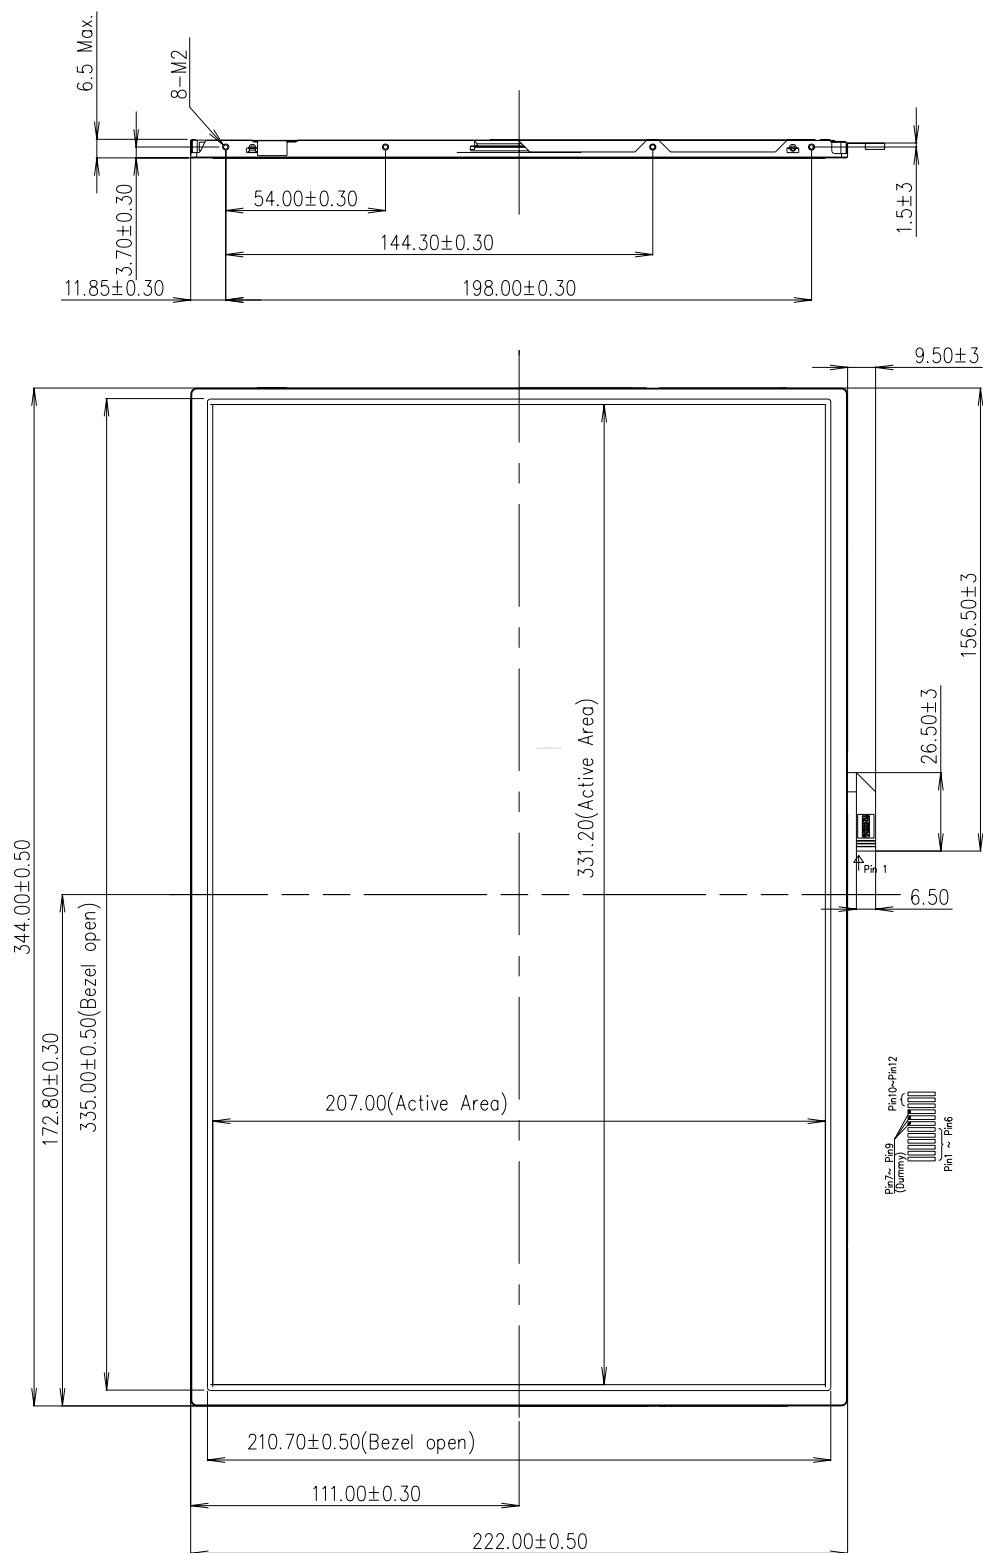 6.5 Max.
8-M2
3.70±0.30
1.5±3
54.00±0.30
144.30±0.30
11.85±0.30
198.00±0.30
9.50±3
156.50±3
26.50±3
331.20(Active Area)
344.00±0.50
Pin 1
6.50
335.00±0.50(Bezel open)
172.80±0.30
207.00(Active Area)
Pin10~Pin12
Pin7~ Pin9
(Dummy)
Pin1 ~ Pin6
210.70±0.50(Bezel open)
111.00±0.30
222.00±0.50